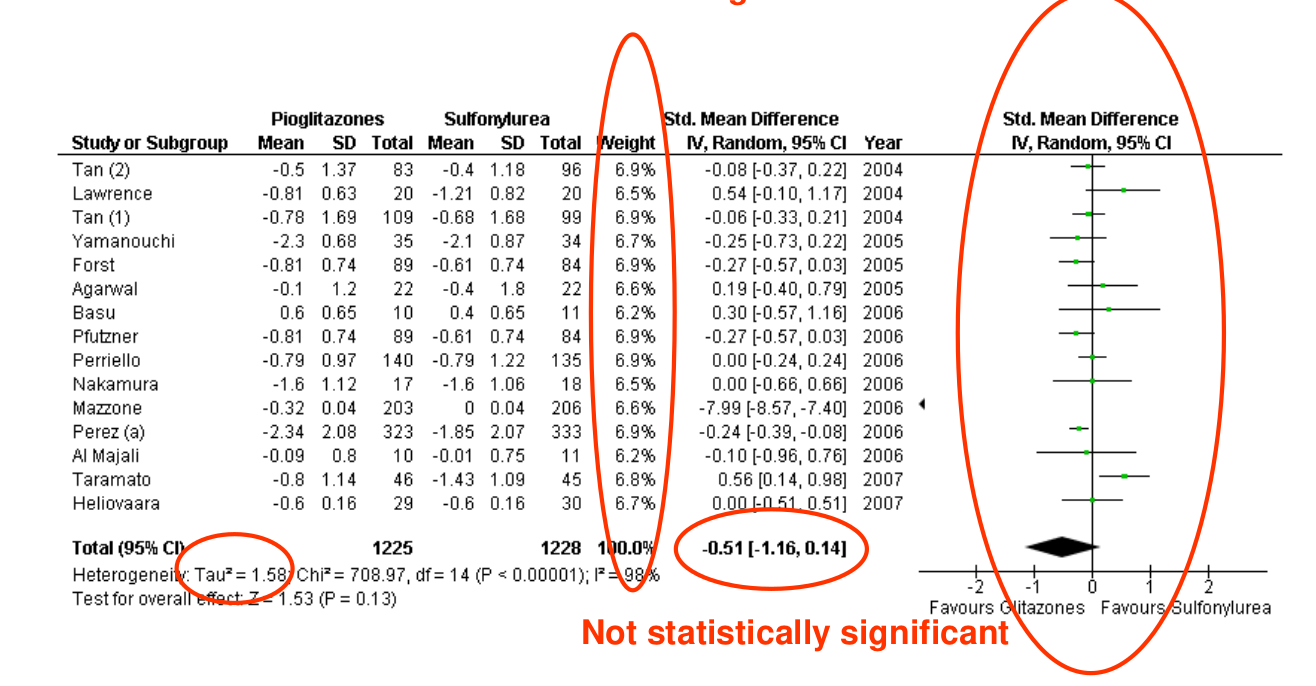 Pioglitazones Sulfonylurea Std. Mean Difference Std. Mean Difference
Study or Subgroup Mean SD Total Mean SD Total Weight IV, Random, 95% CI Year IV, Random, 95% CI
Tan (2) -0.5 1.37 83 -0.4 1.18 96 6.9% -0.08 [-0.37, 0.22] 2004
Lawrence -0.81 0.63 20 -1.21 0.82 20 6.5% 0.54 [-0.10, 1.17] 2004
Tan (1) -0.78 1.69 109 -0.68 1.68 99 6.9% -0.06 [-0.33, 0.21] 2004
Yamanouchi -2.3 0.68 35 -2.1 0.87 34 6.7% -0.25 [-0.73, 0.22] 2005
Forst -0.81 0.74 89 -0.61 0.74 84 6.9% -0.27 [-0.57, 0.03] 2005
Agarwal -0.1 1.2 22 -0.4 1.8 22 6.6% 0.19 [-0.40, 0.79] 2005
Basu 0.6 0.65 10 0.4 0.65 11 6.2% 0.30 [-0.57, 1.16] 2006
Pfutzner -0.81 0.74 89 -0.61 0.74 84 6.9% -0.27 [-0.57, 0.03] 2006
Perriello -0.79 0.97 140 -0.79 1.22 135 6.9% 0.00 [-0.24, 0.24] 2006
Nakamura -1.6 1.12 17 -1.6 1.06 18 6.5% 0.00 [-0.66, 0.66] 2006
Mazzone -0.32 0.04 203 0 0.04 206 6.6% -7.99 [-8.57, -7.40] 2006
Perez (a) -2.34 2.08 323 -1.85 2.07 333 6.9% -0.24 [-0.39, -0.08] 2006
Al Majali -0.09 0.8 10 -0.01 0.75 11 6.2% -0.10 [-0.96, 0.76] 2006
Taramato -0.8 1.14 46 -1.43 1.09 45 6.8% 0.56 [0.14, 0.98] 2007
Heliovaara -0.6 0.16 29 -0.6 0.16 30 6.7% 0.00 [-0.51, 0.51] 2007
Total (95% CI) 1225 1228 100.0% -0.51 [-1.16, 0.14]
Heterogeneity: Tau² = 1.58; Chi² = 708.97, df = 14 (P < 0.00001); I² = 98%
Test for overall effect: Z = 1.53 (P = 0.13)
-2 -1 0 1 2
Favours Glitazones Favours Sulfonylurea
Not statistically significant